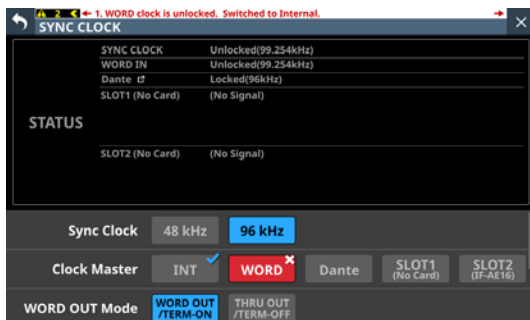 2 1. WORD clock is unlocked. Switched to Internal.
SYNC CLOCK
SYNC CLOCK Unlocked(99.254kHz)
WORD IN Unlocked(99.254kHz)
Dante Locked(96kHz)
SLOT1 (No Card) (No Signal)
STATUS
SLOT2 (No Card) (No Signal)
Sync Clock 48 kHz 96 kHz
Clock Master INT WORD Dante SLOT1 (No Card) SLOT2 (IF-AE16)
WORD OUT Mode WORD OUT /TERM-ON THRU OUT /TERM-OFF